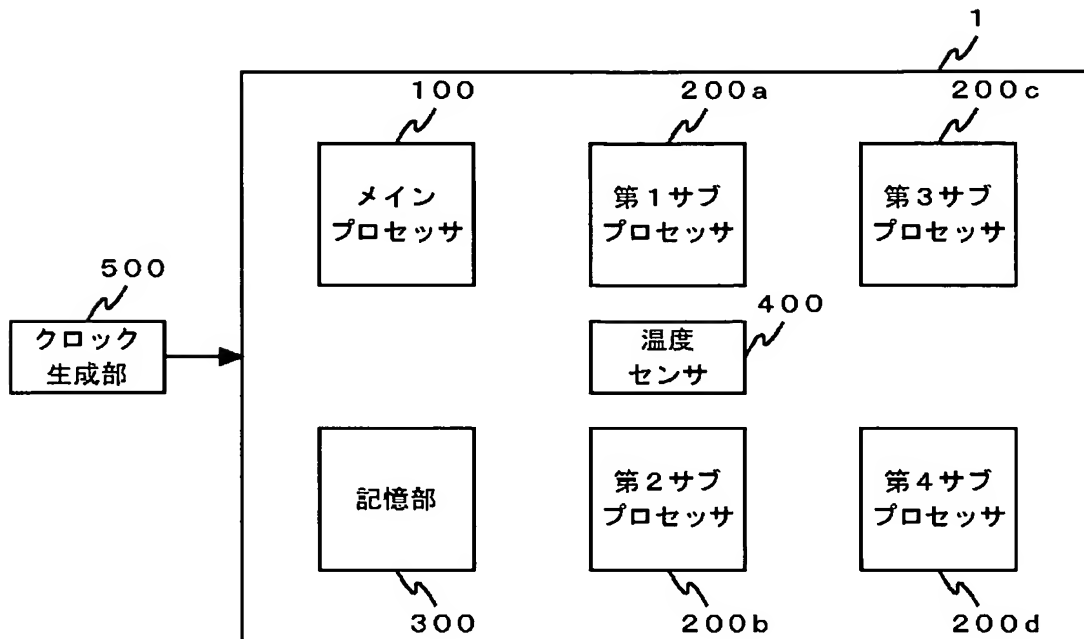 1
100
200a
200c
メイン
プロセッサ
第1サブ
プロセッサ
第3サブ
プロセッサ
500
クロック
生成部
400
温度
センサ
記憶部
第2サブ
プロセッサ
第4サブ
プロセッサ
300
200b
200d